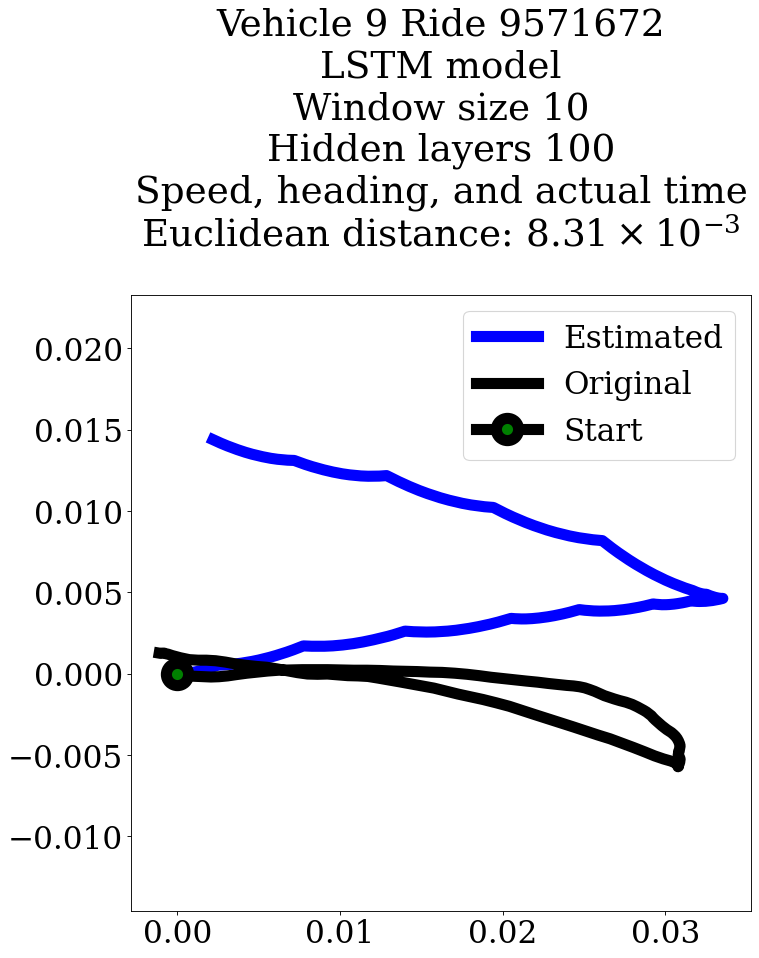 Vehicle 9 Ride 9571672
LSTM model
Window size 10
Hidden layers 100
Speed, heading, and actual time
Euclidean distance: 8.31 × 10⁻³
Estimated
Original
Start
0.020
0.015
0.010
0.005
0.000
−0.005
−0.010
0.00 0.01 0.02 0.03